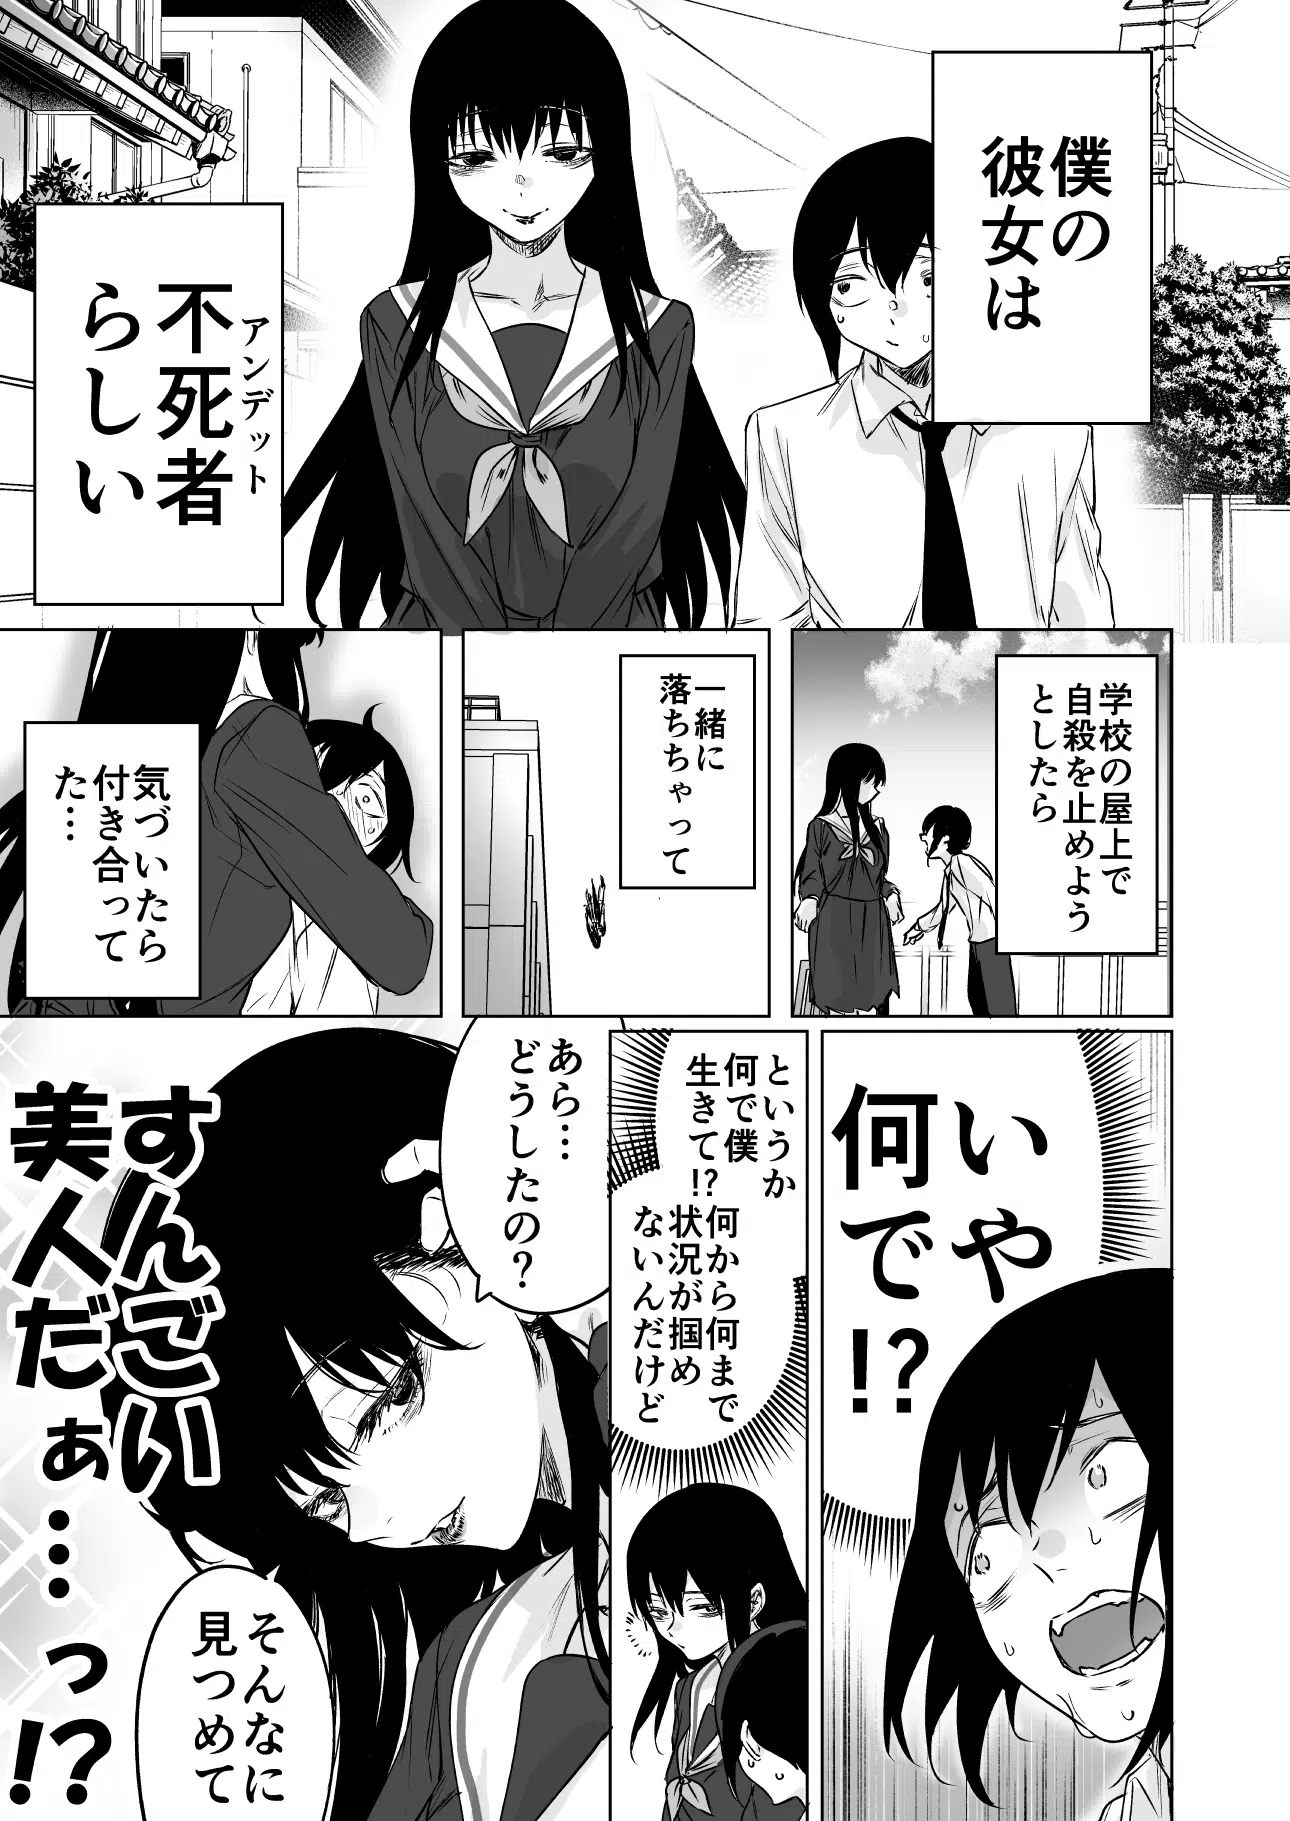 僕の
彼女は
不死者
アンデット
らしい
学校の屋上で
自殺を止めよう
としたら
一緒に
落ちちゃって
気づいたら
付き合って
た…
いや
何で!?
というか
何で僕
生きて!?
何から何まで
状況が掴め
ないんだけど
あら…
どうしたの?
そんなに
見つめて
すんごい
美人だぁ…っ!?